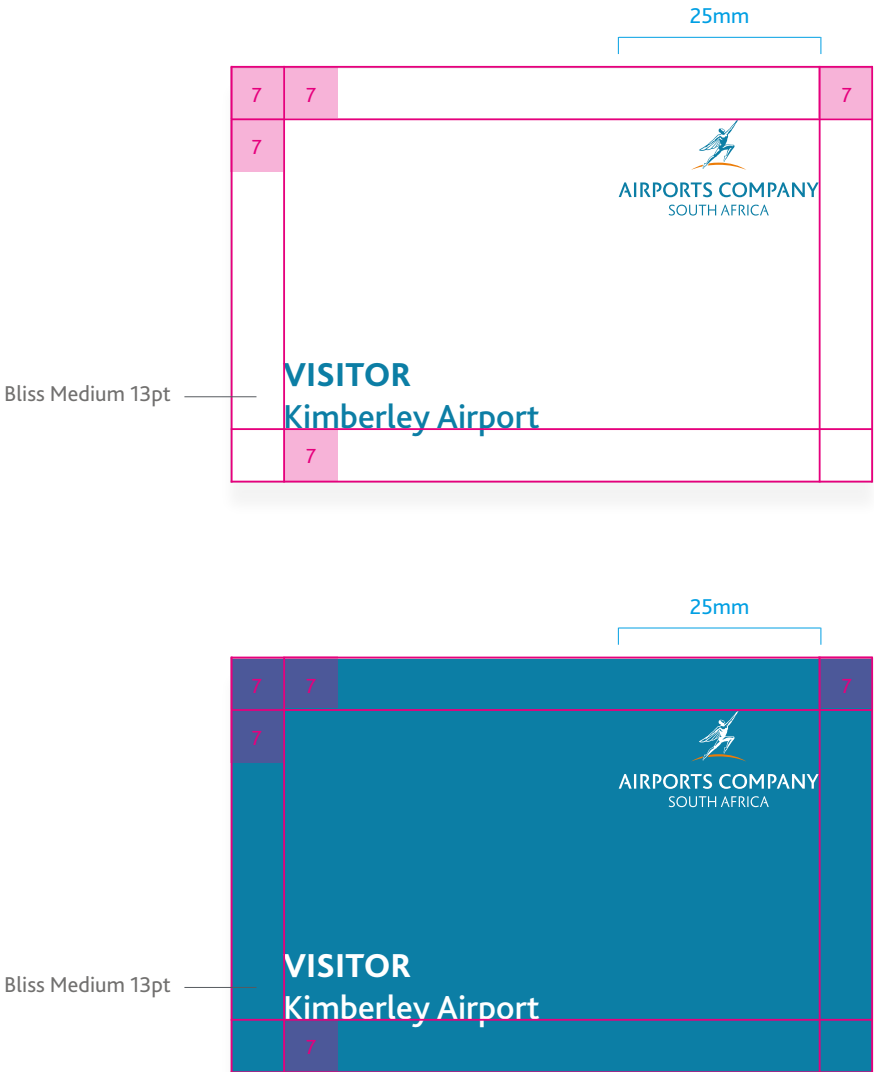 25mm
7 7 7
7
AIRPORTS COMPANY
SOUTH AFRICA
VISITOR
Bliss Medium 13pt
Kimberley Airport
7
25mm
7 7 7
7
AIRPORTS COMPANY
SOUTH AFRICA
VISITOR
Bliss Medium 13pt
Kimberley Airport
7